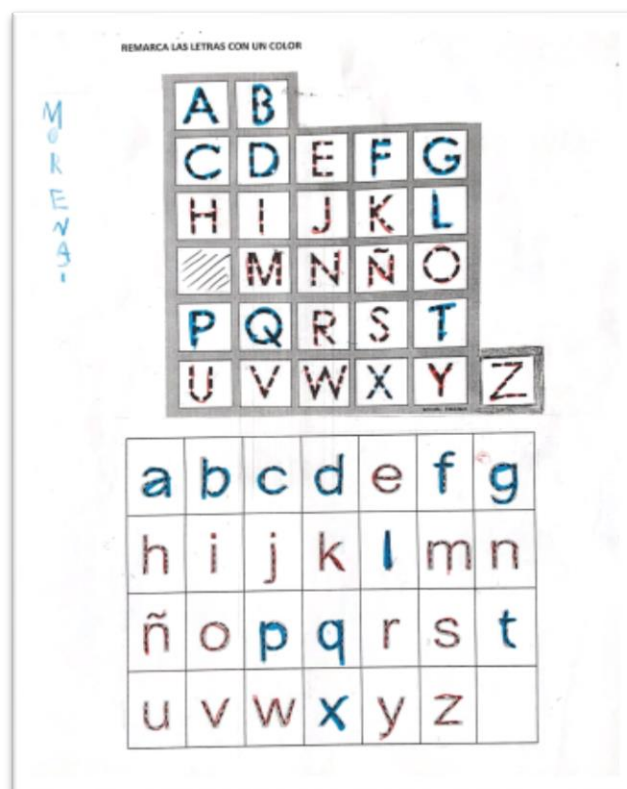 REMARCA LAS LETRAS CON UN COLOR
MORENA
A B
C D E F G
H I J K L
M N Ñ O
P Q R S T
U V W X Y Z
a b c d e f g
h i j k l m n
ñ o p q r s t
u v w x y z